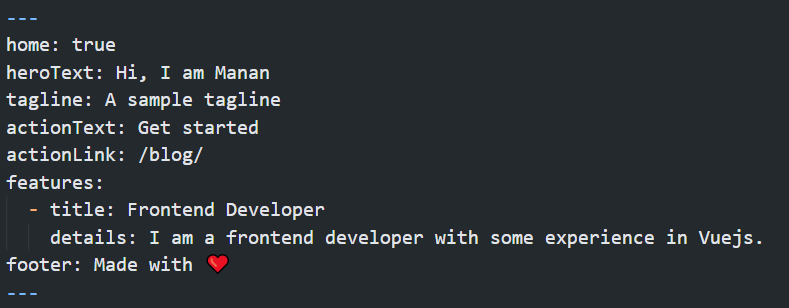 ---
home: true
heroText: Hi, I am Manan
tagline: A sample tagline
actionText: Get started
actionLink: /blog/
features:
  - title: Frontend Developer
    details: I am a frontend developer with some experience in Vuejs.
footer: Made with ❤️
---